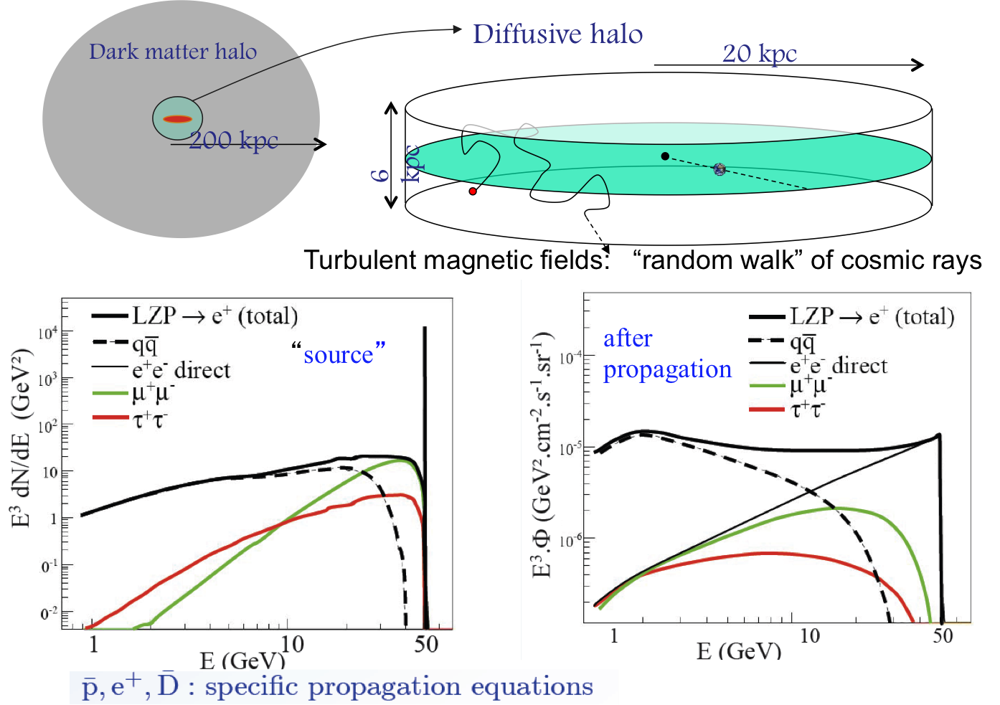 Dark matter halo
200 kpc
Diffusive halo
20 kpc
6 kpc
Turbulent magnetic fields: “random walk” of cosmic rays
LZP → e⁺ (total)
qq̅
e⁺e⁻ direct
μ⁺μ⁻
τ⁺τ⁻
“source”
E³ dN/dE (GeV²)
10⁴
10³
10²
10
1
10⁻¹
0⁻²
1 10 50
E (GeV)
LZP → e⁺ (total)
qq̅
e⁺e⁻ direct
μ⁺μ⁻
τ⁺τ⁻
after
propagation
E³.Φ (GeV².cm⁻².s⁻¹.sr⁻¹)
10⁻⁴
10⁻⁵
10⁻⁶
1 10 50
E (GeV)
p̄, e⁺, D̄ : specific propagation equations